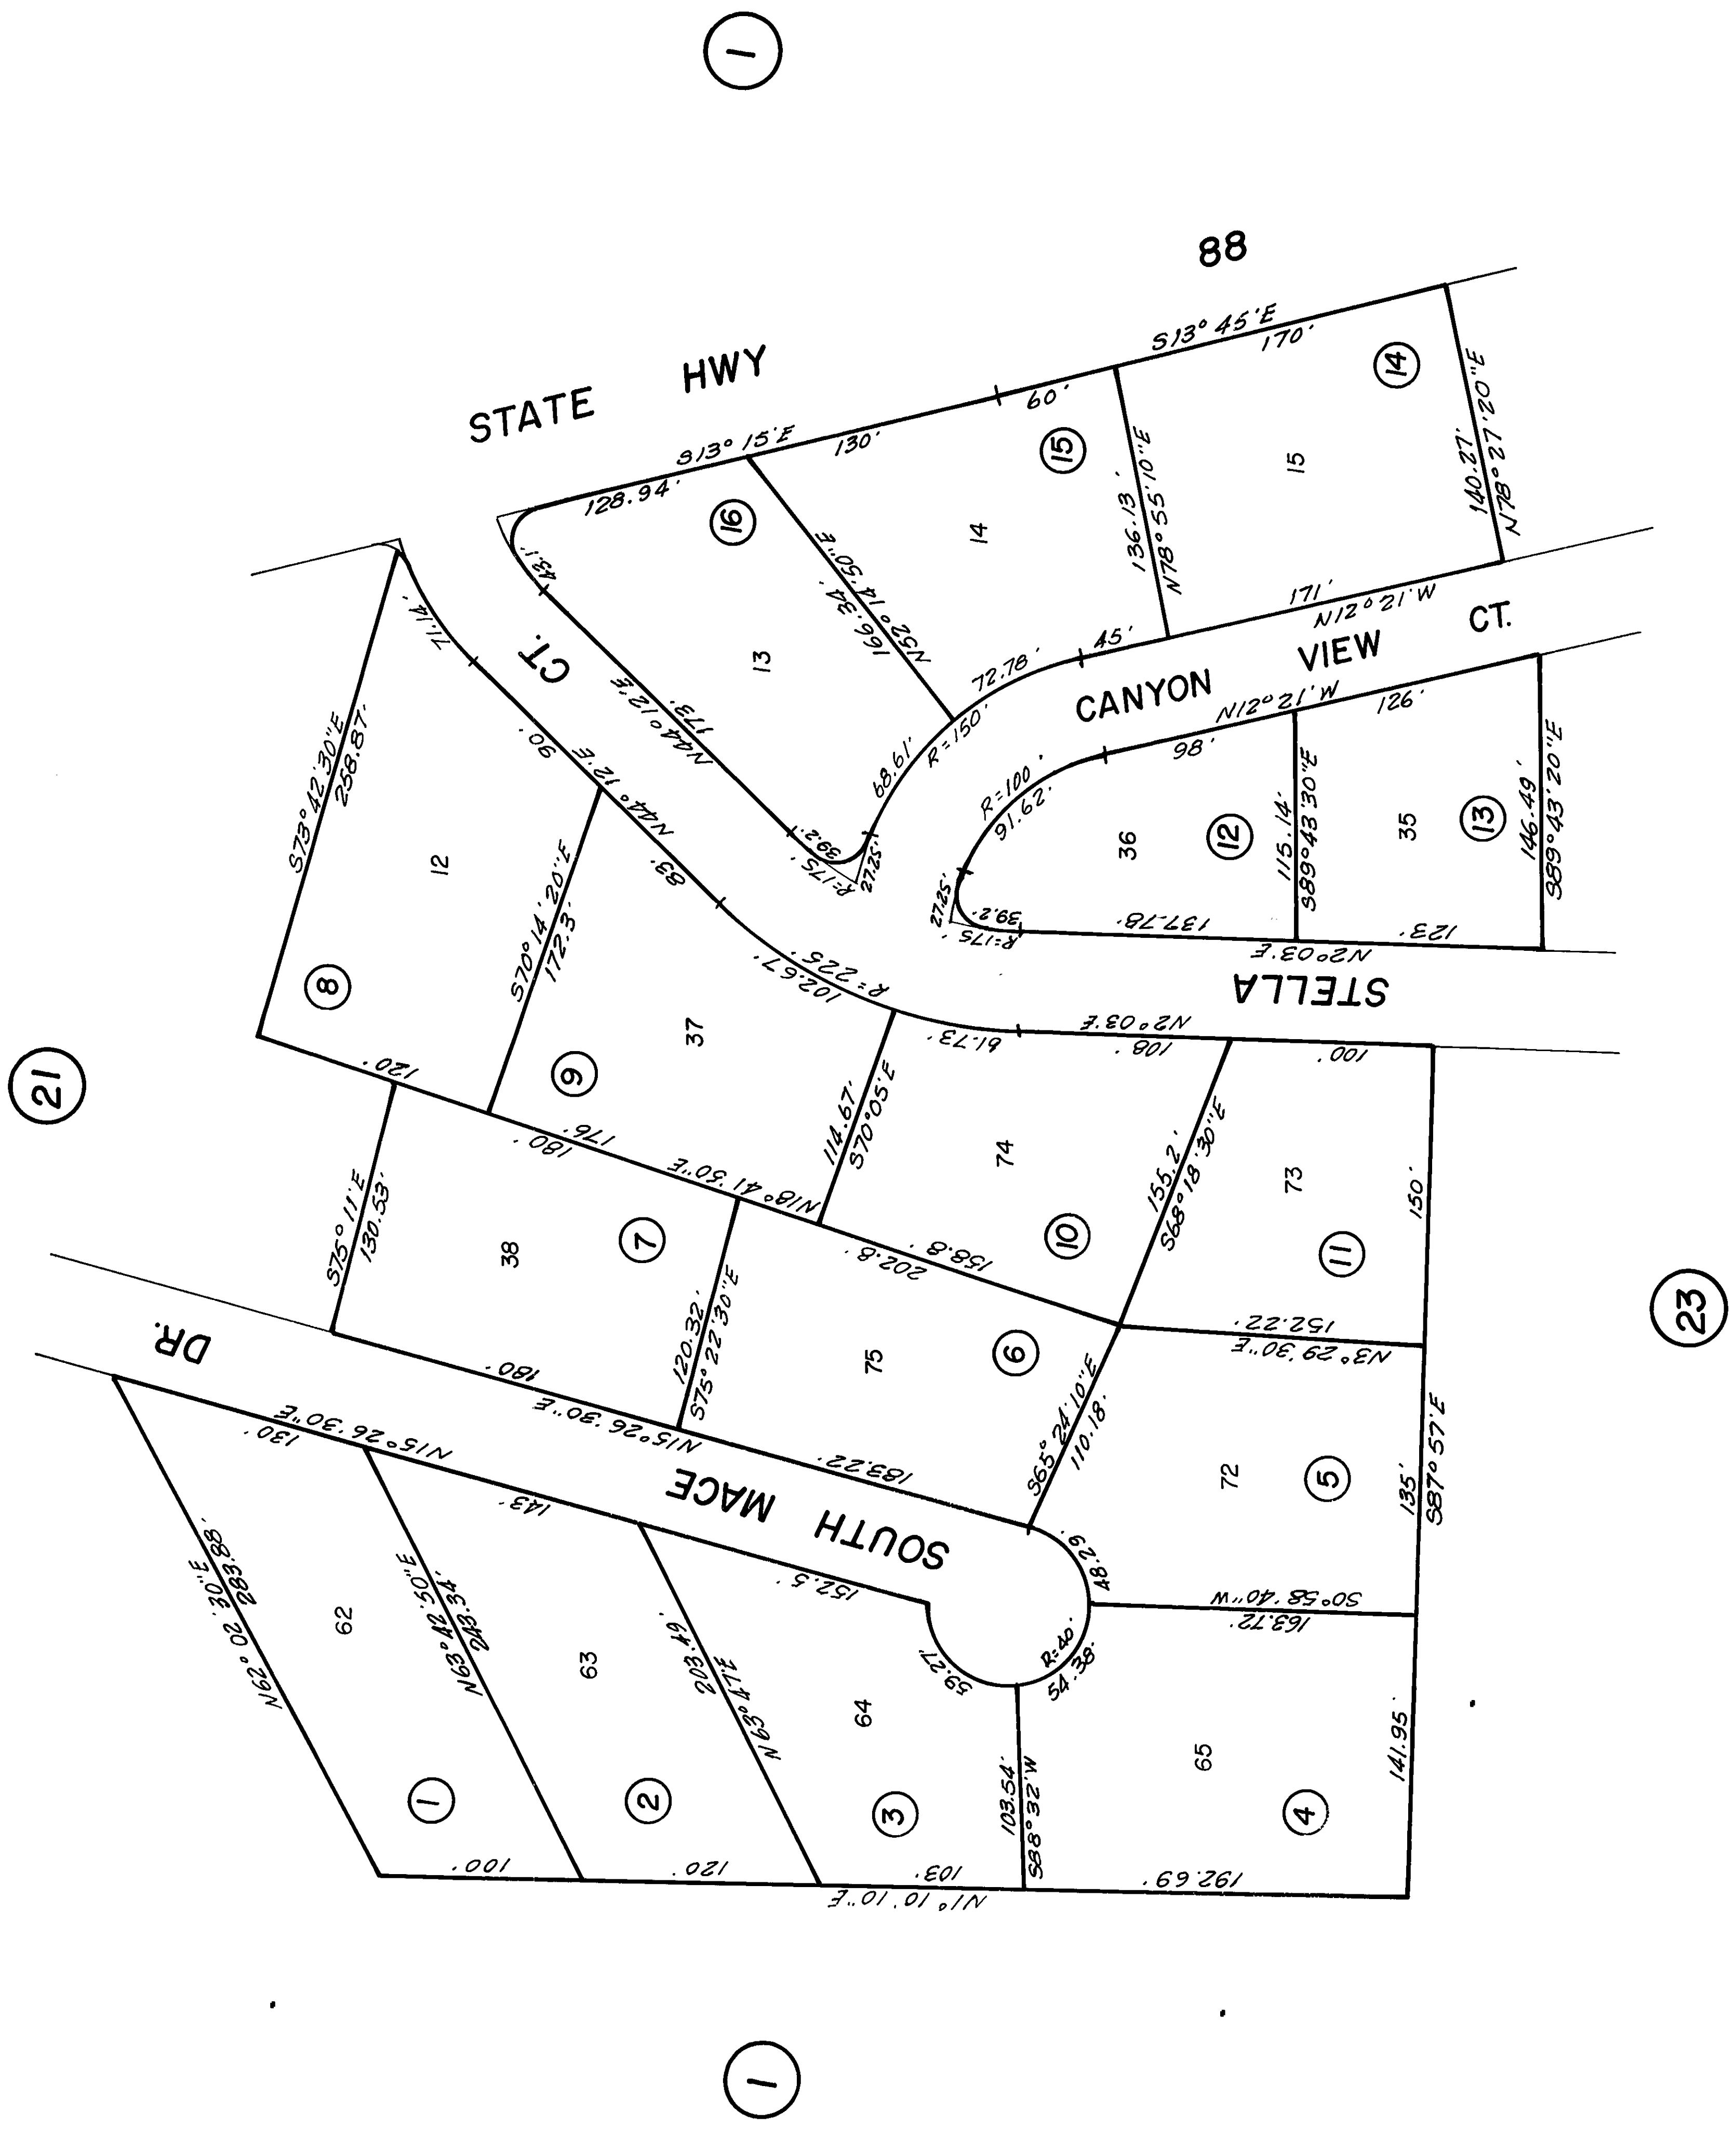 1
88
STATE HWY
S13° 45'E
170'
60'
S13° 15'E
130'
128.94'
14
15
16
43.1'
N52° 14' 50"E
166.34'
14
136.13'
N78° 55' 10"E
15
140.27'
N78° 27' 20"E
71.14'
CT.
13
N44° 12'E
173'
68.61'
R=150'
72.78'
45'
171'
N12°02'W
CANYON VIEW CT.
N12°02'W
98'
126'
S73° 42' 30"E
258.87'
90'
N44° 12'E
83'
39.2'
R=175'
27.25'
R=100'
91.62'
36
12
115.14'
S89° 43' 30"E
35
13
146.49'
S89° 43' 20"E
27.25'
39.2'
R=175'
137.78'
123'
N2°03'E
STELLA
12
8
S70° 14' 20"E
172.3'
102.67'
R=225'
61.73'
N2°03'E
108'
100'
21
120'
9
37
180'
176'
N18° 41' 50"E
114.67'
S70° 05'E
74
10
155.2'
S68° 18' 30"E
73
11
150'
S75° 11'E
130.53'
38
7
202.8'
158.8'
152.22'
N3° 29' 30"E
23
DR.
180'
N15° 26' 30"E
120.32'
S75° 22' 30"E
75
6
183.22'
S65° 24' 10"E
110.18'
72
5
135'
S87° 57'E
130'
N15° 26' 30"E
143'
SOUTH MACE
152.5'
48.29'
S0° 58' 40"W
163.72'
N62° 02' 30"E
283.88'
62
N63° 42' 50"E
243.34'
63
203.49'
N63° 47'E
64
59.27'
R=40'
54.38'
65
141.95'
1
2
3
103.54'
S88° 32'W
4
100'
120'
103'
192.69'
N1° 10' 10"E
1